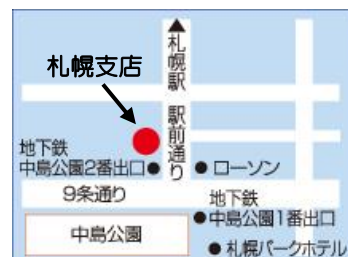 ▲札幌駅
札幌支店
駅前通り
地下鉄
中島公園2番出口●
●ローソン
9条通り
地下鉄
●中島公園1番出口
中島公園
●札幌パークホテル